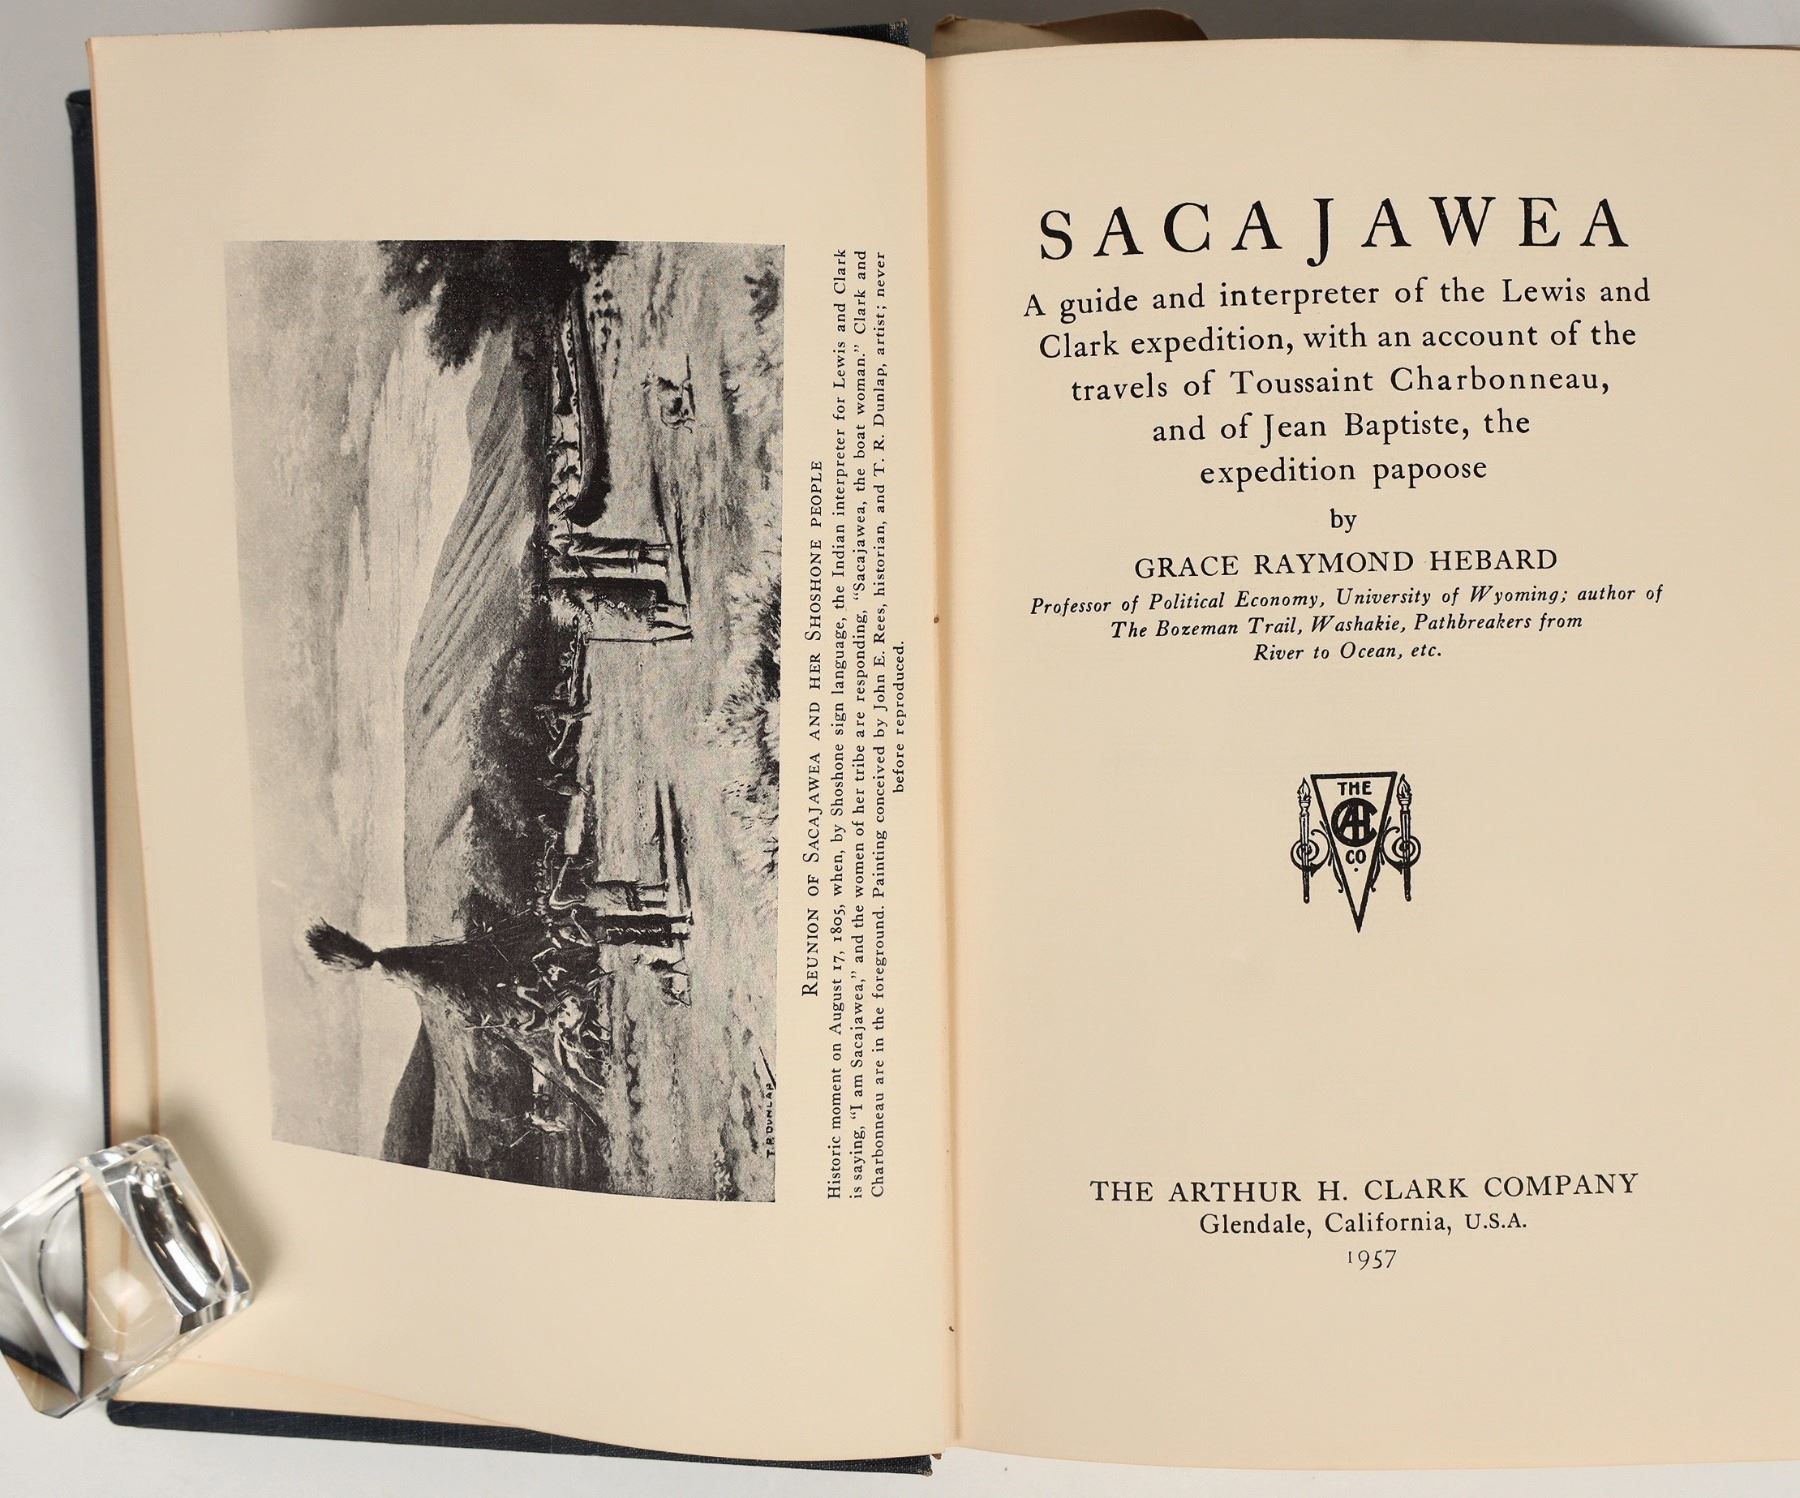 T. R. DUNLAP
REUNION OF SACAJAWEA AND HER SHOSHONE PEOPLE
Historic moment on August 17, 1805, when, by Shoshone sign language, the Indian interpreter for Lewis and Clark
is saying, "I am Sacajawea," and the women of her tribe are responding, "Sacajawea, the boat woman." Clark and
Charbonneau are in the foreground. Painting conceived by John E. Rees, historian, and T. R. Dunlap, artist; never
before reproduced.
SACAJAWEA
A guide and interpreter of the Lewis and
Clark expedition, with an account of the
travels of Toussaint Charbonneau,
and of Jean Baptiste, the
expedition papoose
by
GRACE RAYMOND HEBARD
Professor of Political Economy, University of Wyoming; author of
The Bozeman Trail, Washakie, Pathbreakers from
River to Ocean, etc.
THE
AHC
CO
THE ARTHUR H. CLARK COMPANY
Glendale, California, U.S.A.
1957